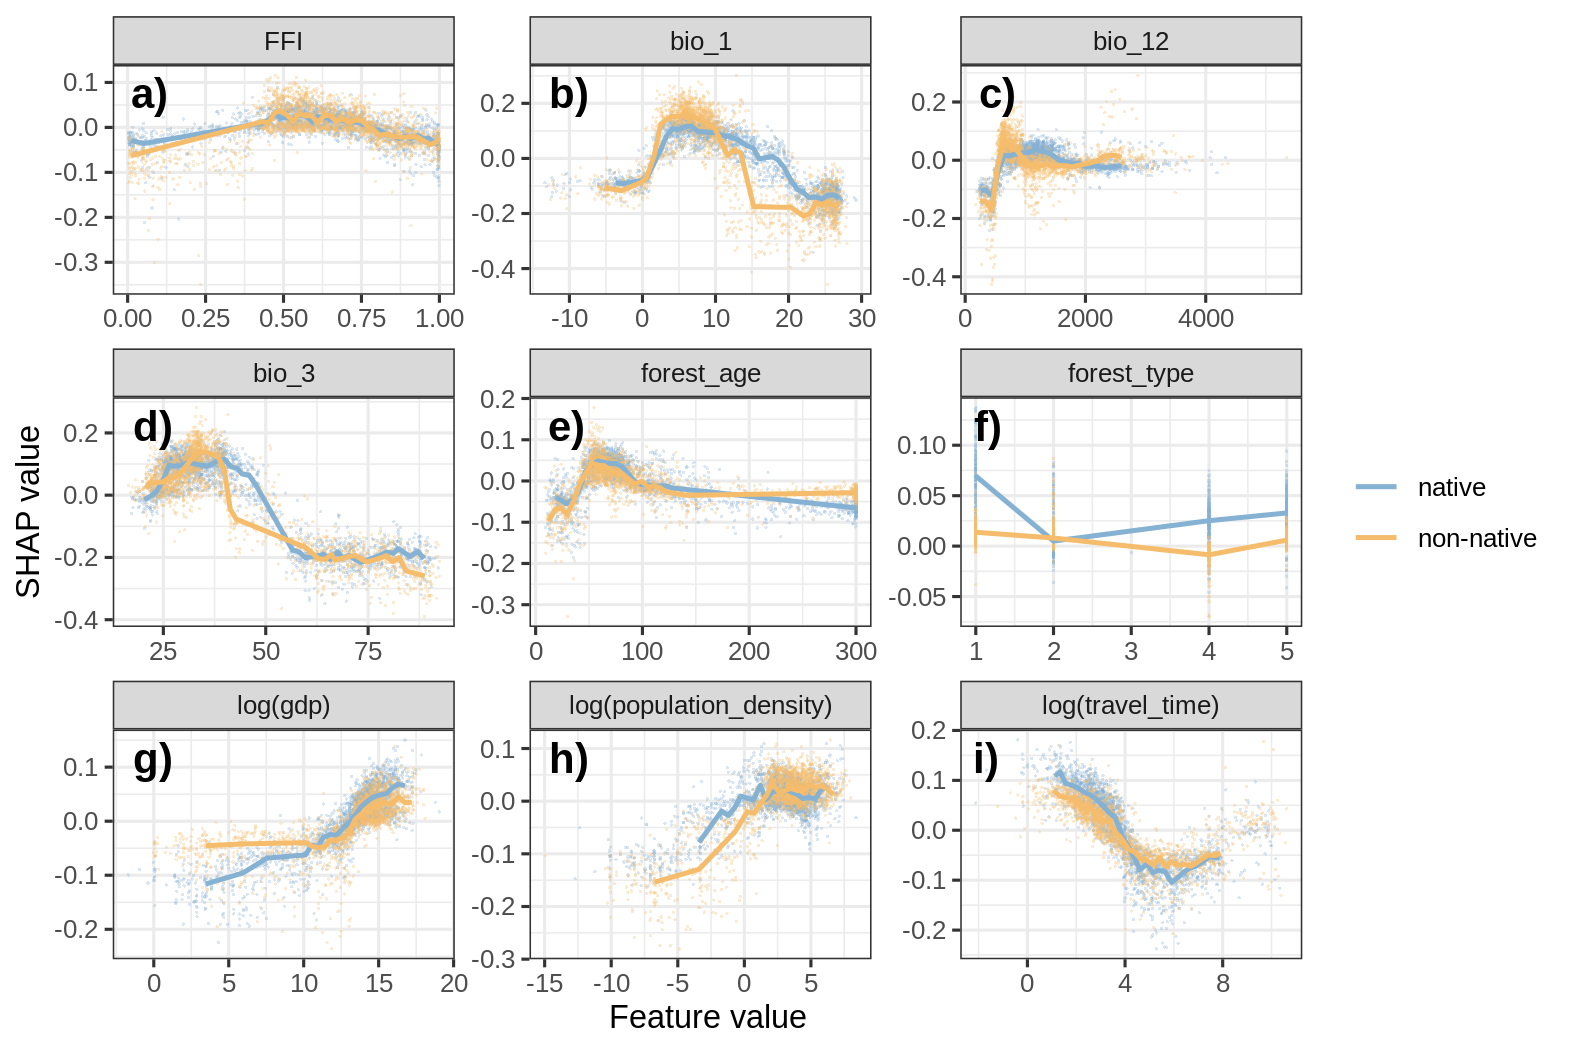 FFI
bio_1
bio_12
a)
b)
c)
0.1
0.0
-0.1
-0.2
-0.3
0.2
0.0
-0.2
-0.4
0.2
0.0
-0.2
-0.4
0.00 0.25 0.50 0.75 1.00
-10 0 10 20 30
0 2000 4000
bio_3
forest_age
forest_type
d)
e)
f)
0.2
0.0
-0.2
-0.4
0.2
0.1
0.0
-0.1
-0.2
-0.3
0.10
0.05
0.00
-0.05
25 50 75
0 100 200 300
1 2 3 4 5
SHAP value
native
non-native
log(gdp)
log(population_density)
log(travel_time)
g)
h)
i)
0.1
0.0
-0.1
-0.2
0.1
0.0
-0.1
-0.2
-0.3
0.2
0.1
0.0
-0.1
-0.2
0 5 10 15 20
-15 -10 -5 0 5
0 4 8
Feature value